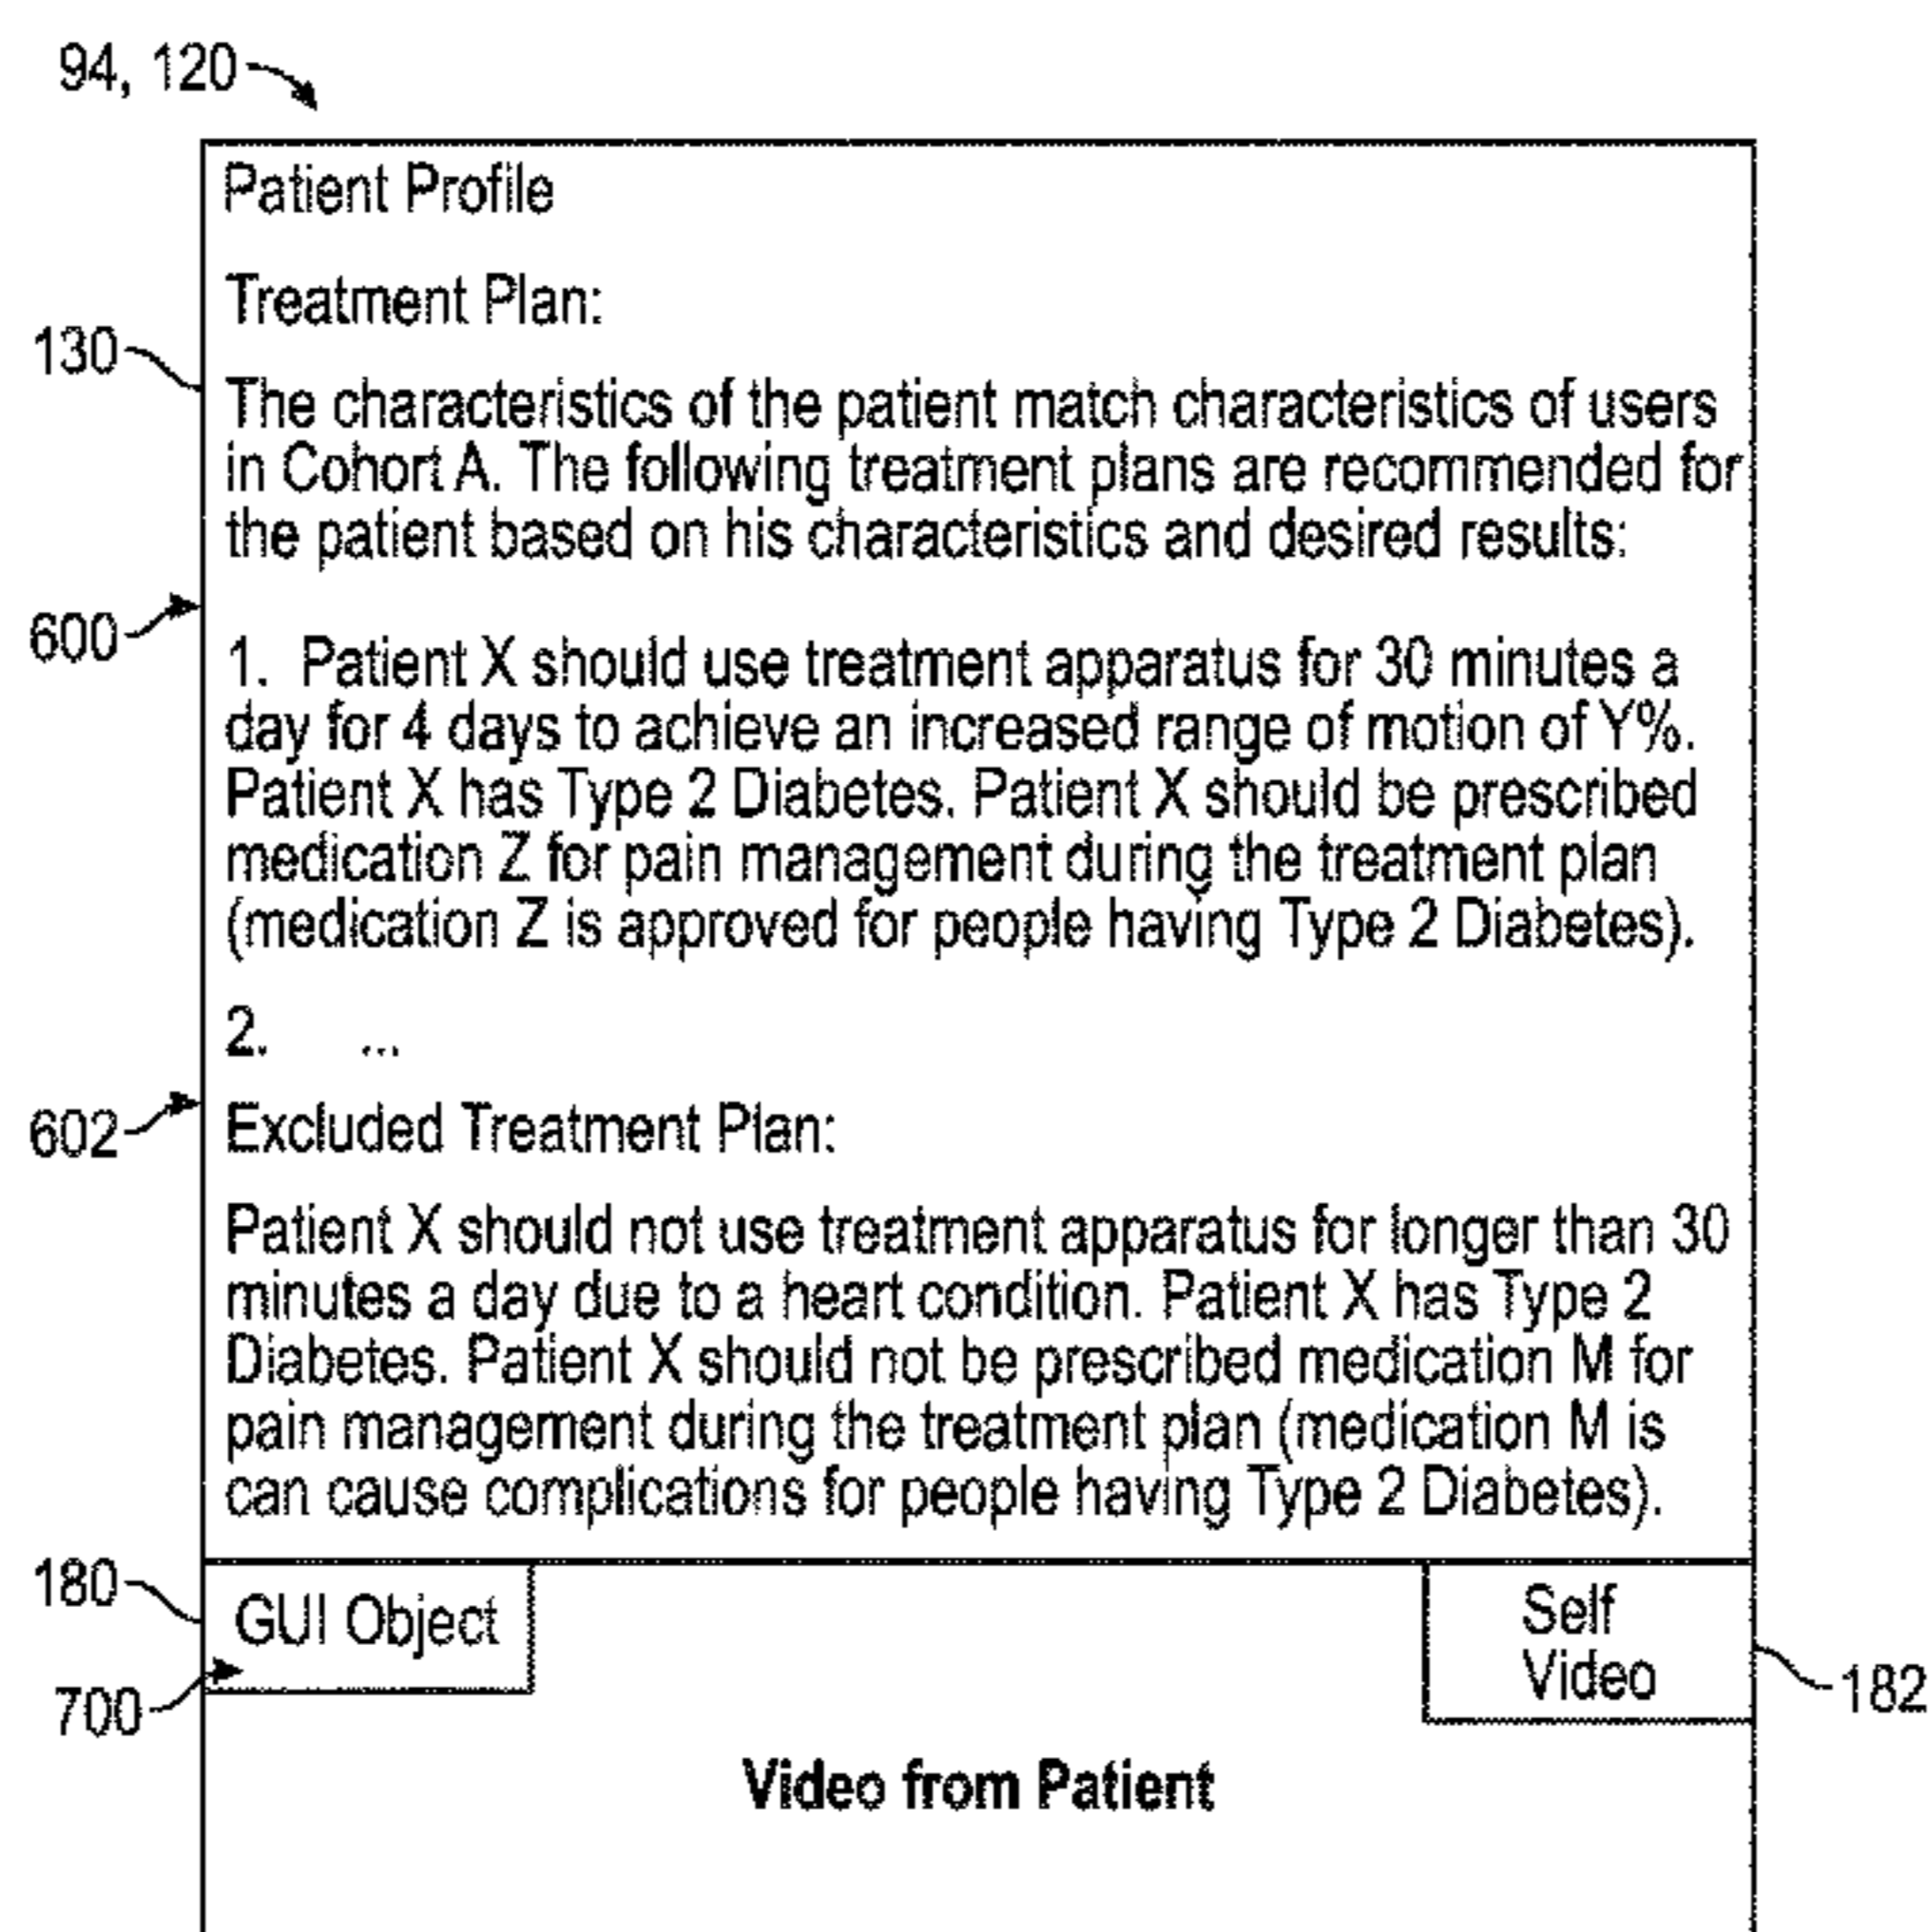 94, 120
Patient Profile
Treatment Plan:
130
The characteristics of the patient match characteristics of users
in Cohort A. The following treatment plans are recommended for
the patient based on his characteristics and desired results:
600
1. Patient X should use treatment apparatus for 30 minutes a
day for 4 days to achieve an increased range of motion of Y%.
Patient X has Type 2 Diabetes. Patient X should be prescribed
medication Z for pain management during the treatment plan
(medication Z is approved for people having Type 2 Diabetes).
2. ...
602
Excluded Treatment Plan:
Patient X should not use treatment apparatus for longer than 30
minutes a day due to a heart condition. Patient X has Type 2
Diabetes. Patient X should not be prescribed medication M for
pain management during the treatment plan (medication M is
can cause complications for people having Type 2 Diabetes).
180
GUI Object
700
Self
Video
182
Video from Patient